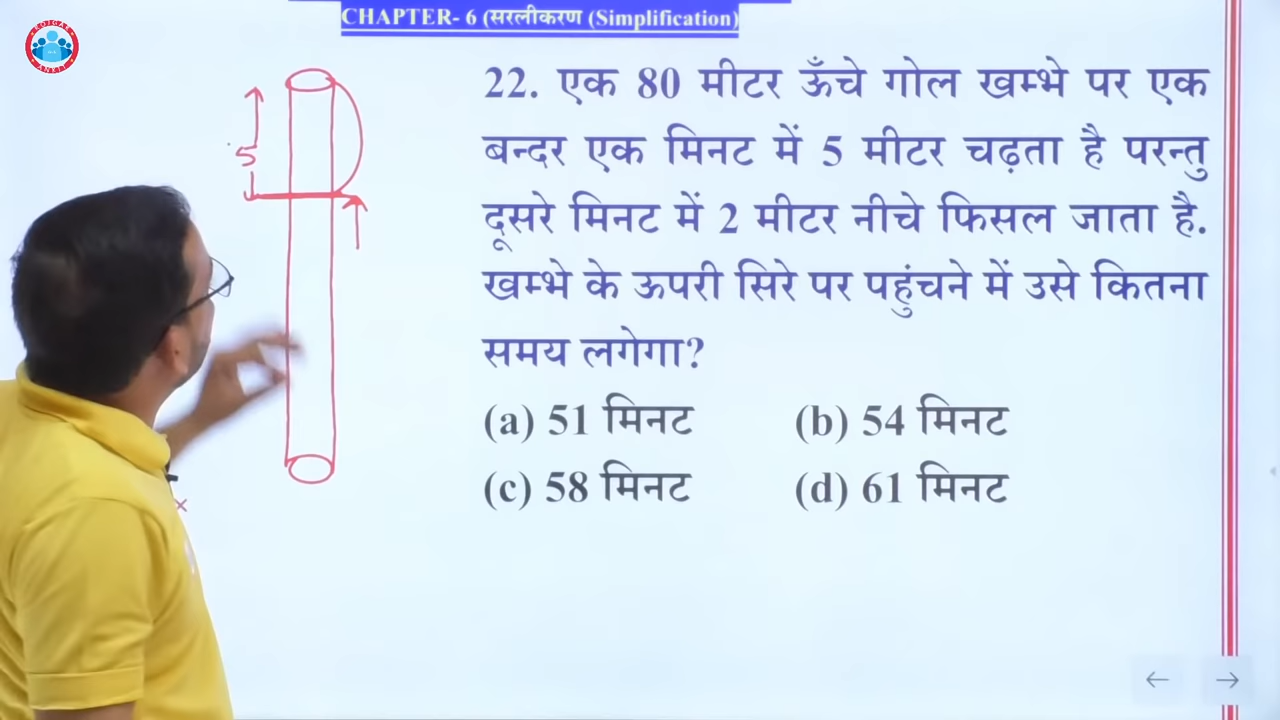 ROJGAR
ANKIT
CHAPTER- 6 (सरलीकरण (Simplification)
22. एक 80 मीटर ऊँचे गोल खम्भे पर एक
बन्दर एक मिनट में 5 मीटर चढ़ता है परन्तु
दूसरे मिनट में 2 मीटर नीचे फिसल जाता है.
खम्भे के ऊपरी सिरे पर पहुंचने में उसे कितना
समय लगेगा?
(a) 51 मिनट (b) 54 मिनट
(c) 58 मिनट (d) 61 मिनट
5